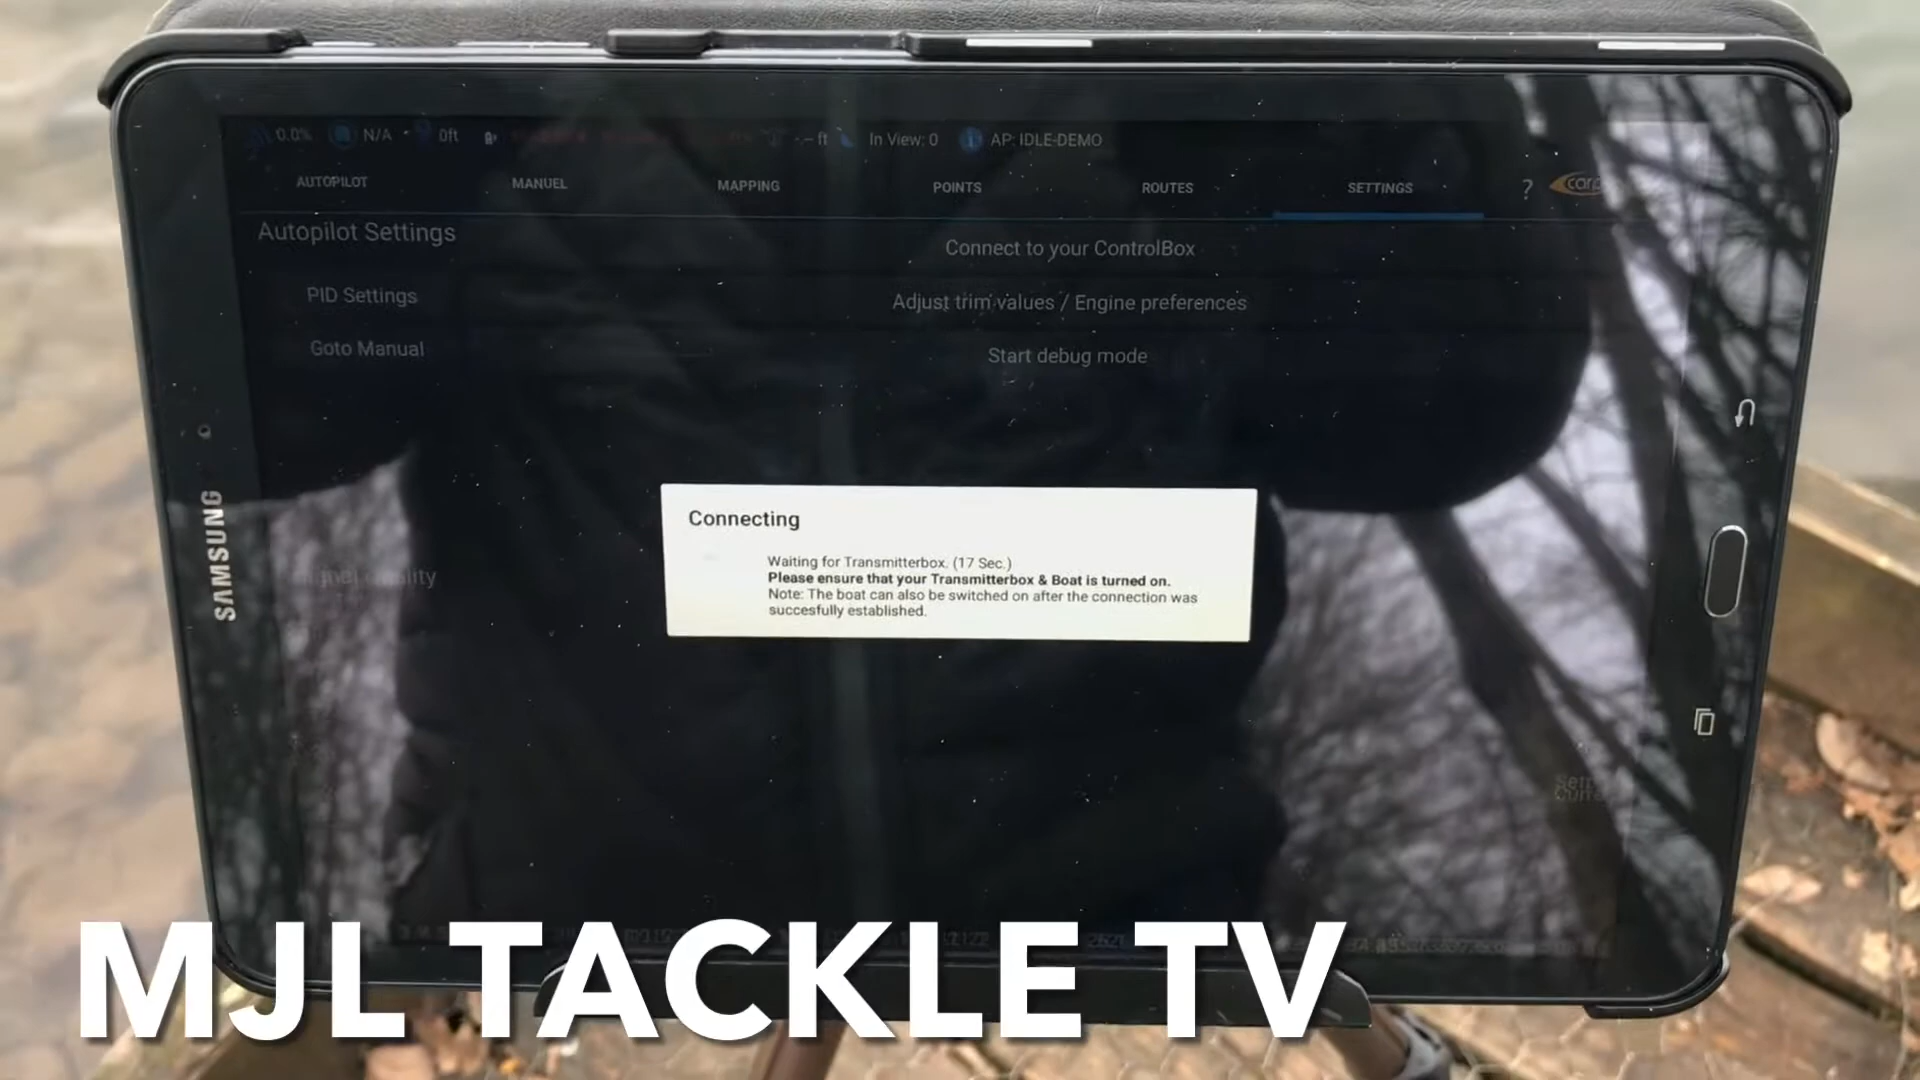 0.0% N/A 0ft - -- ft In View: 0 AP: IDLE-DEMO
AUTOPILOT MANUEL MAPPING POINTS ROUTES SETTINGS ? carp
Autopilot Settings
Connect to your ControlBox
PID Settings
Adjust trim values / Engine preferences
Goto Manual
Start debug mode
SAMSUNG
Connecting
Waiting for Transmitterbox. (17 Sec.)
Please ensure that your Transmitterbox & Boat is turned on.
Note: The boat can also be switched on after the connection was
succesfully established.
MJL TACKLE TV